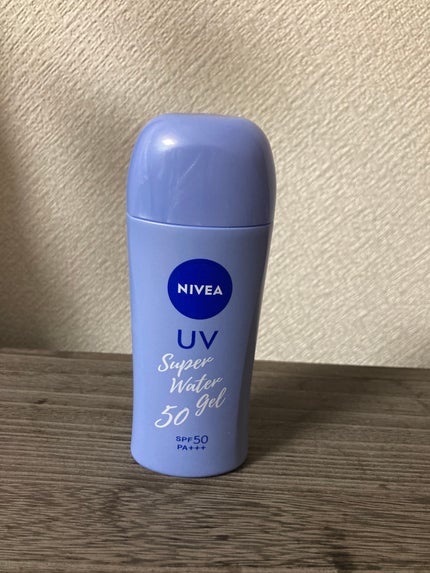 NIVEA
UV
Super
Water
Gel
50
SPF50
PA+++